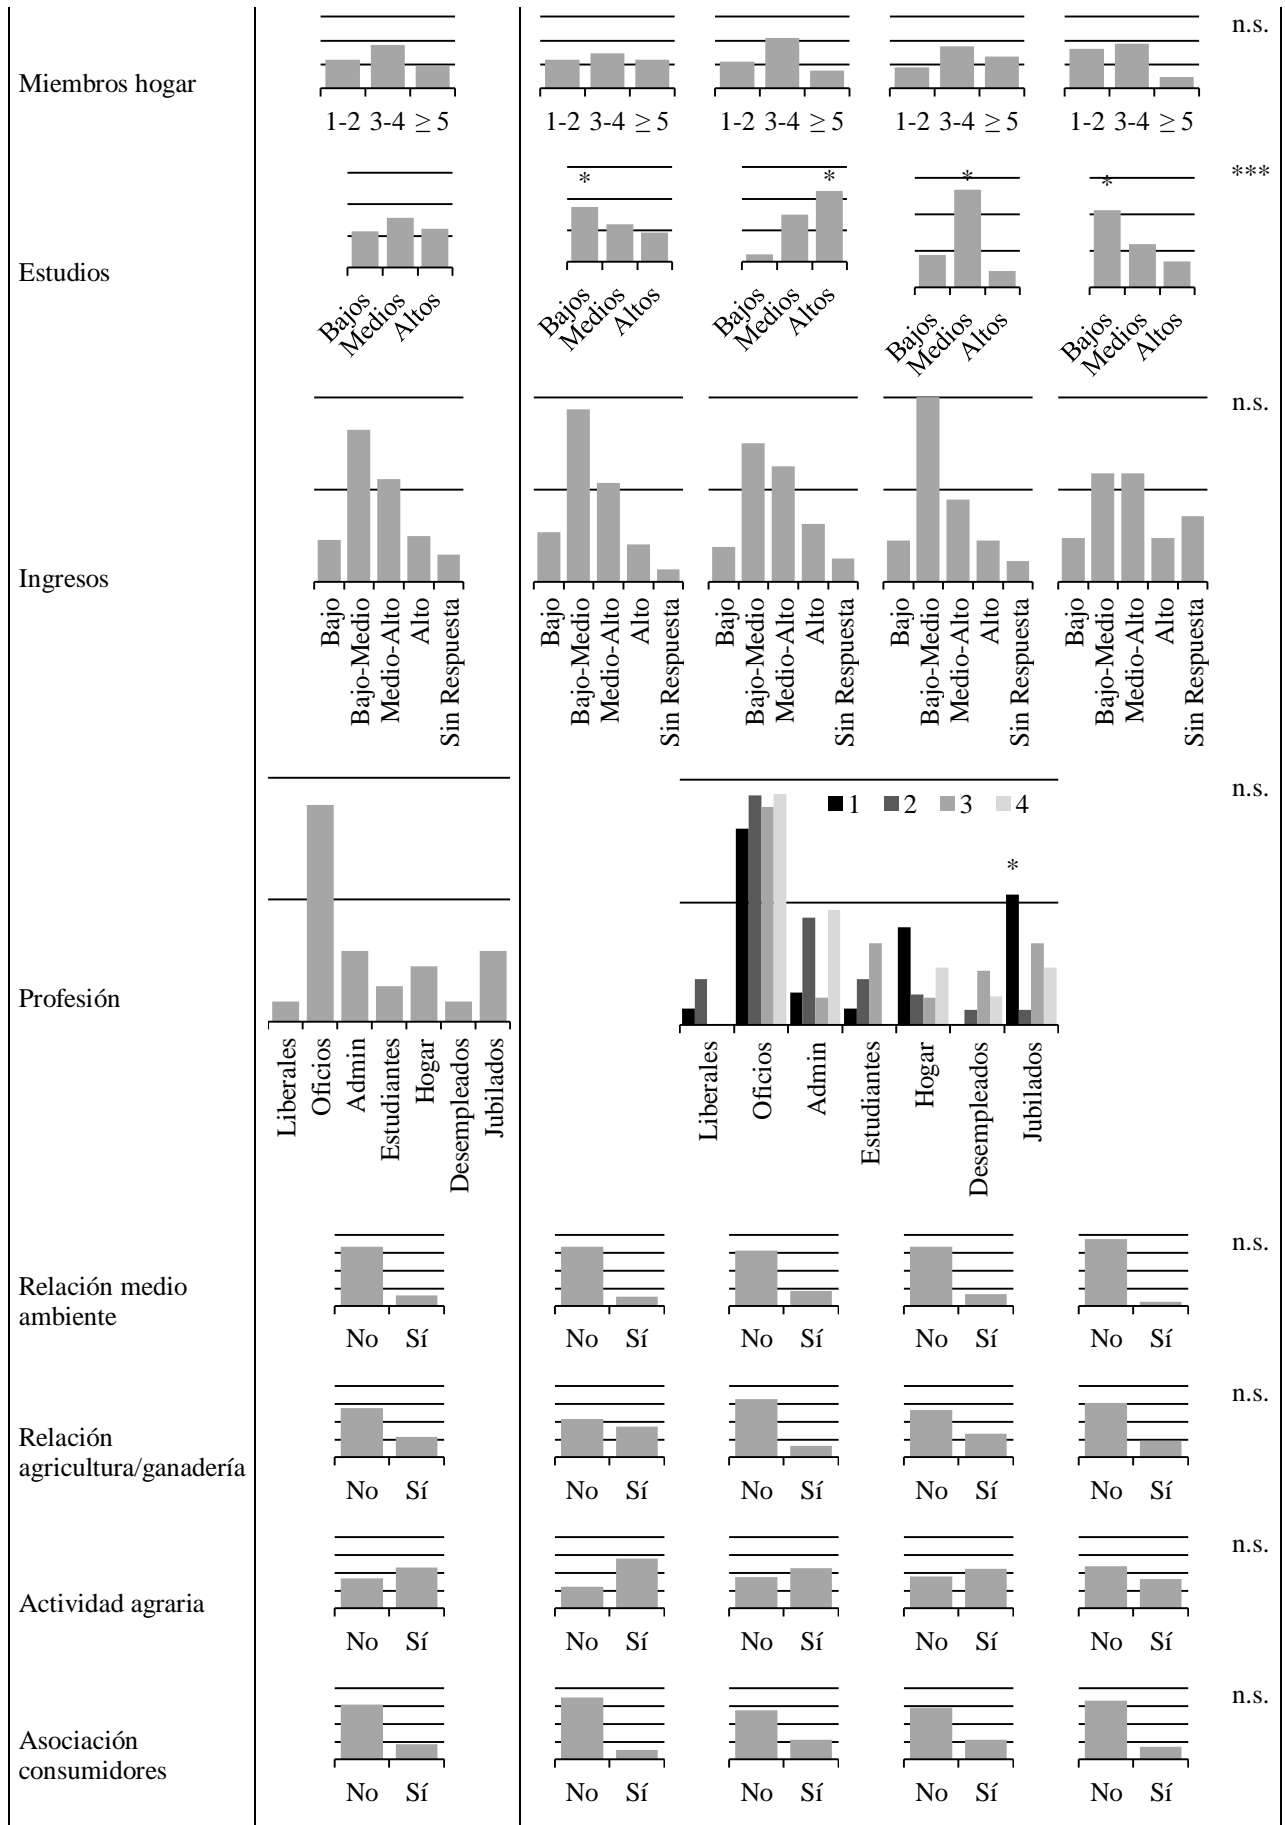 n.s.
Miembros hogar
1-2 3-4 ≥ 5
1-2 3-4 ≥ 5
1-2 3-4 ≥ 5
1-2 3-4 ≥ 5
1-2 3-4 ≥ 5
* * * * ***
Estudios
Bajos Medios Altos
Bajos Medios Altos
Bajos Medios Altos
Bajos Medios Altos
Bajos Medios Altos
n.s.
Ingresos
Bajo Bajo-Medio Medio-Alto Alto Sin Respuesta
Bajo Bajo-Medio Medio-Alto Alto Sin Respuesta
Bajo Bajo-Medio Medio-Alto Alto Sin Respuesta
Bajo Bajo-Medio Medio-Alto Alto Sin Respuesta
Bajo Bajo-Medio Medio-Alto Alto Sin Respuesta
n.s.
1 2 3 4
*
Profesión
Liberales Oficios Admin Estudiantes Hogar Desempleados Jubilados
Liberales Oficios Admin Estudiantes Hogar Desempleados Jubilados
n.s.
Relación medio
ambiente
No Sí
No Sí
No Sí
No Sí
No Sí
n.s.
Relación
agricultura/ganadería
No Sí
No Sí
No Sí
No Sí
No Sí
n.s.
Actividad agraria
No Sí
No Sí
No Sí
No Sí
No Sí
n.s.
Asociación
consumidores
No Sí
No Sí
No Sí
No Sí
No Sí